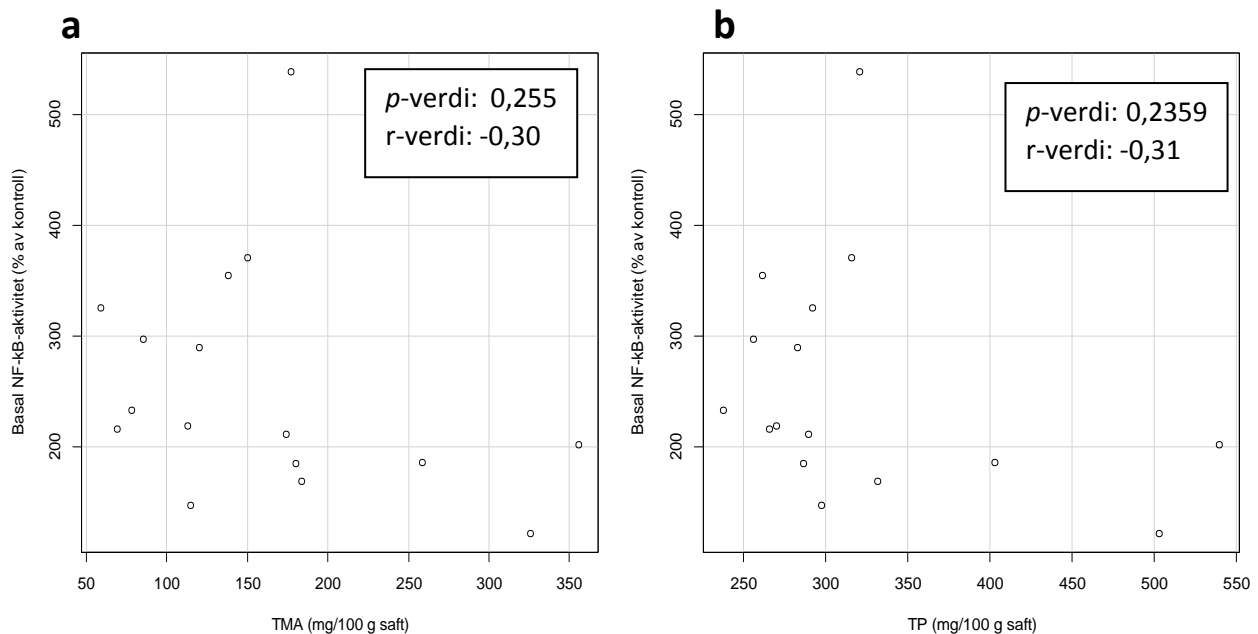 a
p-verdi: 0,255
r-verdi: -0,30
Basal NF-kB-aktivitet (% av kontroll)
500
400
300
200
50 100 150 200 250 300 350
TMA (mg/100 g saft)
b
p-verdi: 0,2359
r-verdi: -0,31
Basal NF-kB-aktivitet (% av kontroll)
500
400
300
200
250 300 350 400 450 500 550
TP (mg/100 g saft)